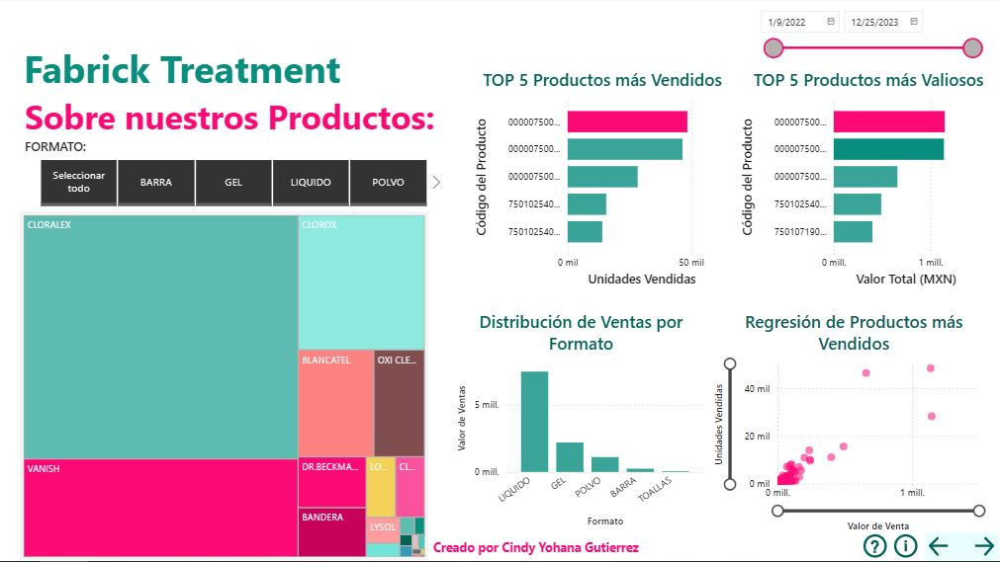 1/9/2022
12/25/2023
Fabrick Treatment
Sobre nuestros Productos:
FORMATO:
Seleccionar
todo
BARRA
GEL
LIQUIDO
POLVO
CLORALEX
CLOROX
BLANCATEL
OXI CLE...
VANISH
DR.BECKMA...
LO...
CL...
BANDERA
LYSOL
TOP 5 Productos más Vendidos
Código del Producto
000007500...
000007500...
000007500...
750102540...
750102540...
0 mil
50 mil
Unidades Vendidas
TOP 5 Productos más Valiosos
Código del Producto
000007500...
000007500...
000007500...
750102540...
750107190...
0 mill.
1 mill.
Valor Total (MXN)
Distribución de Ventas por
Formato
Valor de Ventas
5 mill.
0 mill.
LIQUIDO
GEL
POLVO
BARRA
TOALLAS
Formato
Regresión de Productos más
Vendidos
Unidades Vendidas
40 mil
20 mil
0 mil
0 mill.
1 mill.
Valor de Venta
Creado por Cindy Yohana Gutierrez